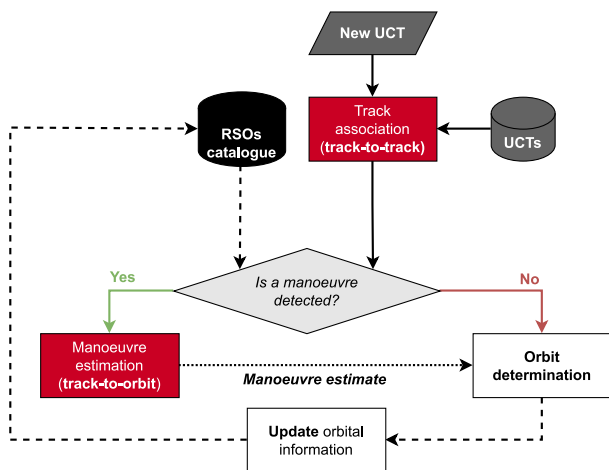 New UCT
Track
association
(track-to-track)
UCTs
RSOs
catalogue
Is a manoeuvre
detected?
Yes
No
Manoeuvre
estimation
(track-to-orbit)
Manoeuvre estimate
Orbit
determination
Update orbital
information